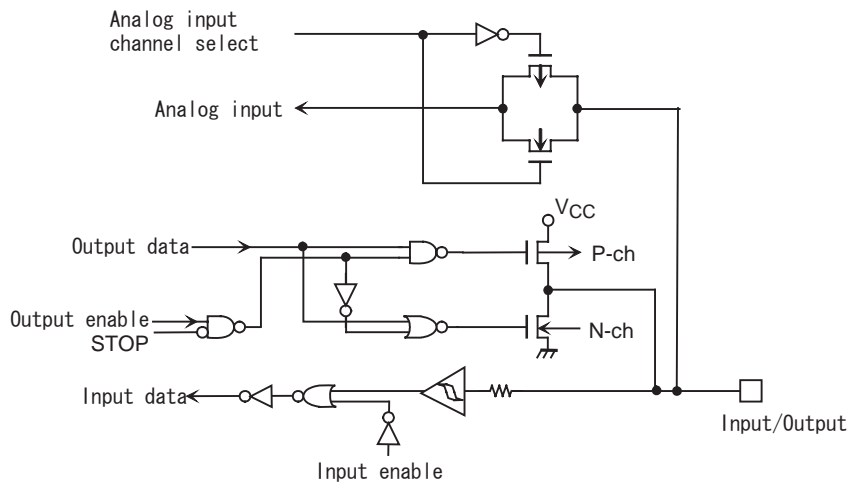 Analog input
channel select
Analog input
VCC
Output data
P-ch
Output enable
STOP
N-ch
Input data
Input/Output
Input enable